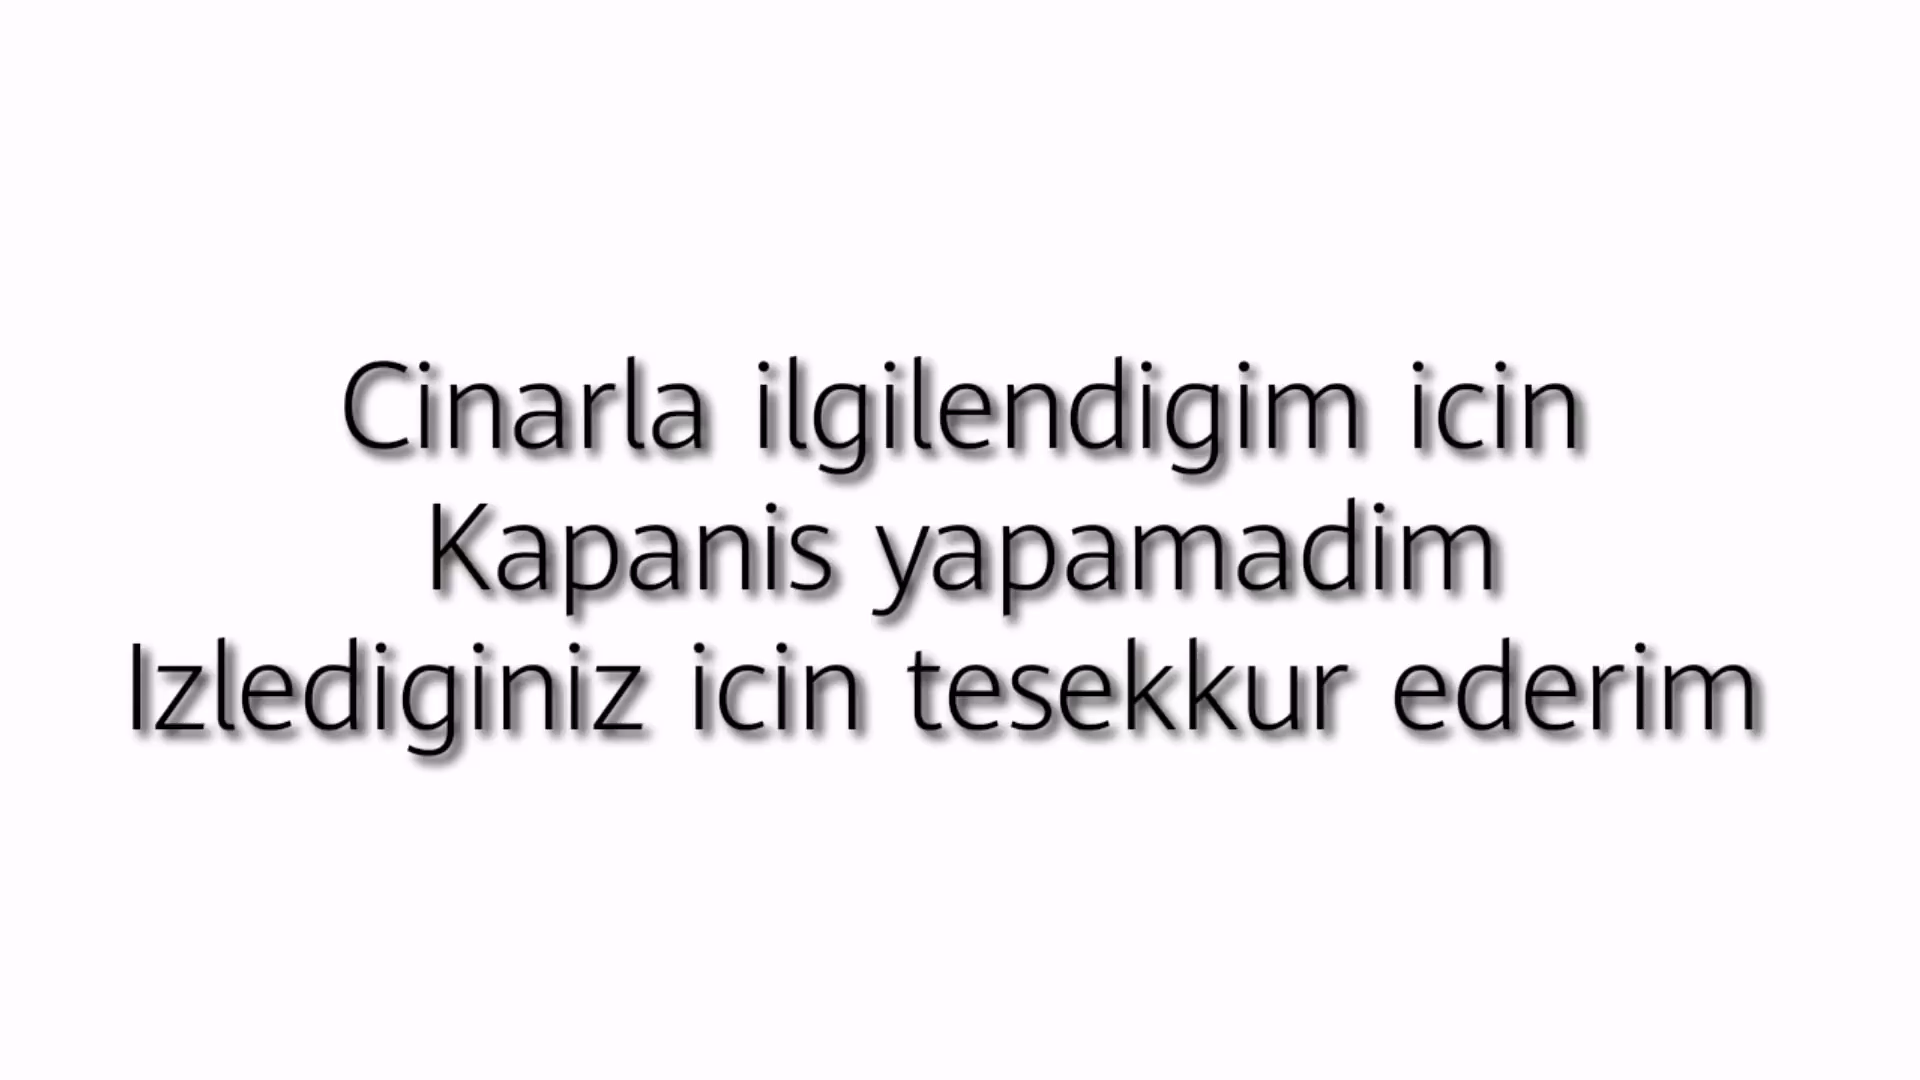 Cinarla ilgilendigim icin
Kapanis yapamadim
Izlediginiz icin tesekkur ederim